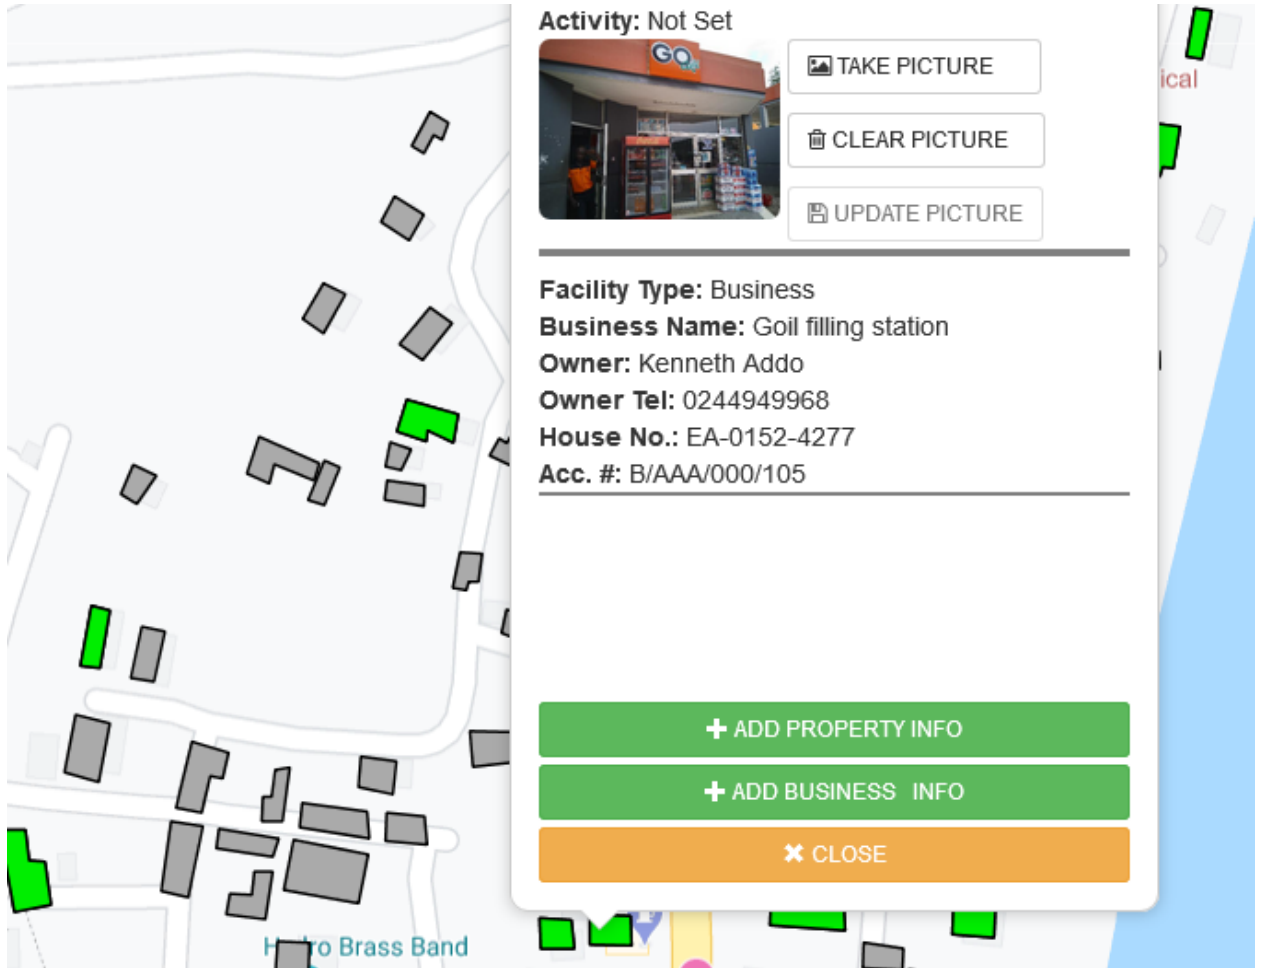 Activity: Not Set
GO
TAKE PICTURE
ical
CLEAR PICTURE
UPDATE PICTURE
Facility Type: Business
Business Name: Goil filling station
Owner: Kenneth Addo
Owner Tel: 0244949968
House No.: EA-0152-4277
Acc. #: B/AAA/000/105
ADD PROPERTY INFO
ADD BUSINESS INFO
CLOSE
H ro Brass Band